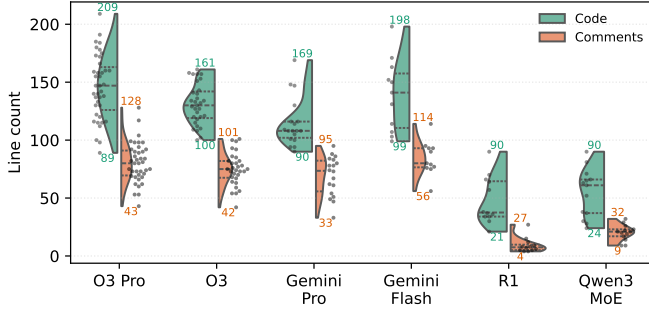 209
161
169
198
Code
Comments
200
150
128
101
95
114
100
89
100
90
99
90
90
50
43
42
33
56
27
32
21
24
4
9
0
Line count
O3 Pro
O3
Gemini
Pro
Gemini
Flash
R1
Qwen3
MoE